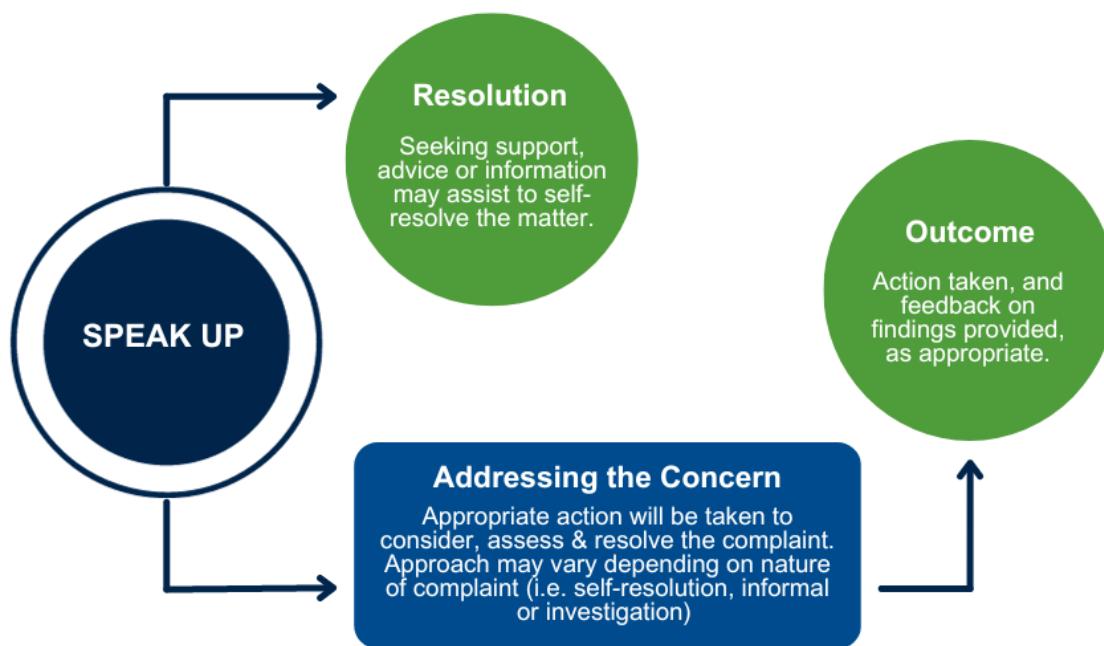 Resolution
Seeking support,
advice or information
may assist to self-
resolve the matter.
SPEAK UP
Outcome
Action taken, and
feedback on
findings provided,
as appropriate.
Addressing the Concern
Appropriate action will be taken to
consider, assess & resolve the complaint.
Approach may vary depending on nature
of complaint (i.e. self-resolution, informal
or investigation)